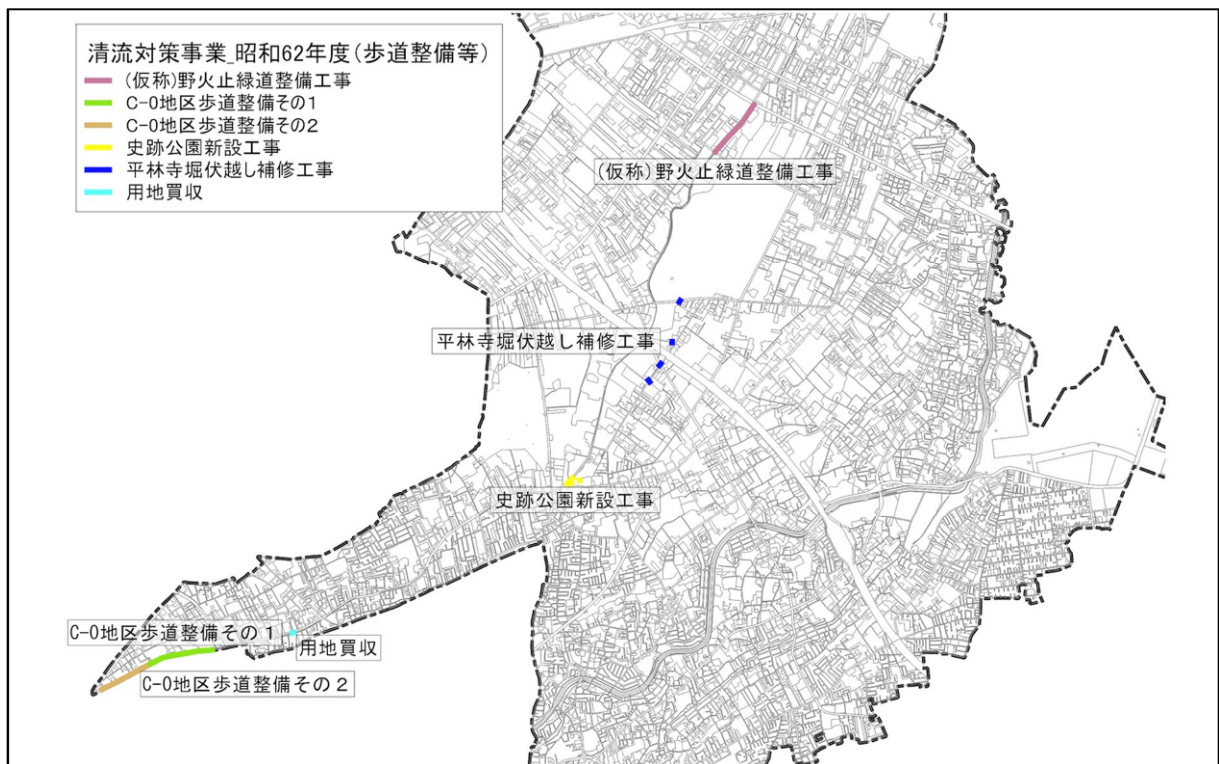 清流対策事業_昭和62年度(歩道整備等)
(仮称)野火止緑道整備工事
C-0地区歩道整備その1
C-0地区歩道整備その2
史跡公園新設工事
平林寺堀伏越し補修工事
用地買収
(仮称)野火止緑道整備工事
平林寺堀伏越し補修工事
史跡公園新設工事
C-0地区歩道整備その1
用地買収
C-0地区歩道整備その2